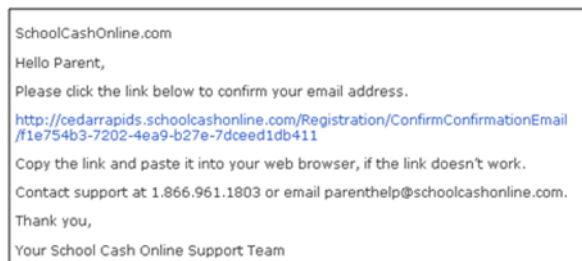 SchoolCashOnline.com
Hello Parent,
Please click the link below to confirm your email address.
http://cedarrapids.schoolcashonline.com/Registration/ConfirmConfirmationEmail
/f1e754b3-7202-4ea9-b27e-7dceed1db411
Copy the link and paste it into your web browser, if the link doesn't work.
Contact support at 1.866.961.1803 or email parenthelp@schoolcashonline.com.
Thank you,
Your School Cash Online Support Team